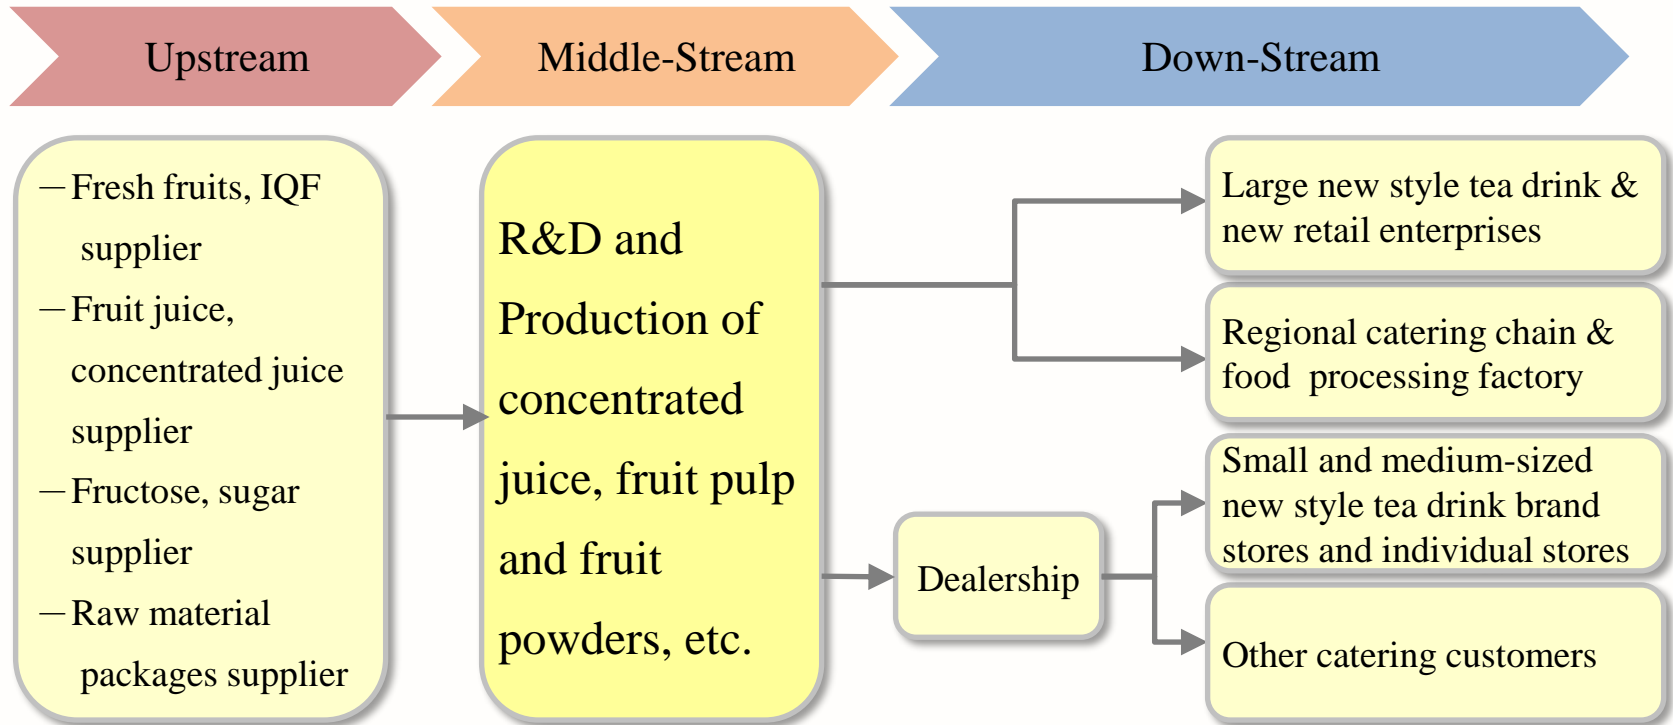 Upstream
Middle-Stream
Down-Stream
—Fresh fruits, IQF
supplier
—Fruit juice,
concentrated juice
supplier
—Fructose, sugar
supplier
—Raw material
packages supplier
R&D and
Production of
concentrated
juice, fruit pulp
and fruit
powders, etc.
Dealership
Large new style tea drink &
new retail enterprises
Regional catering chain &
food  processing factory
Small and medium-sized
new style tea drink brand
stores and individual stores
Other catering customers